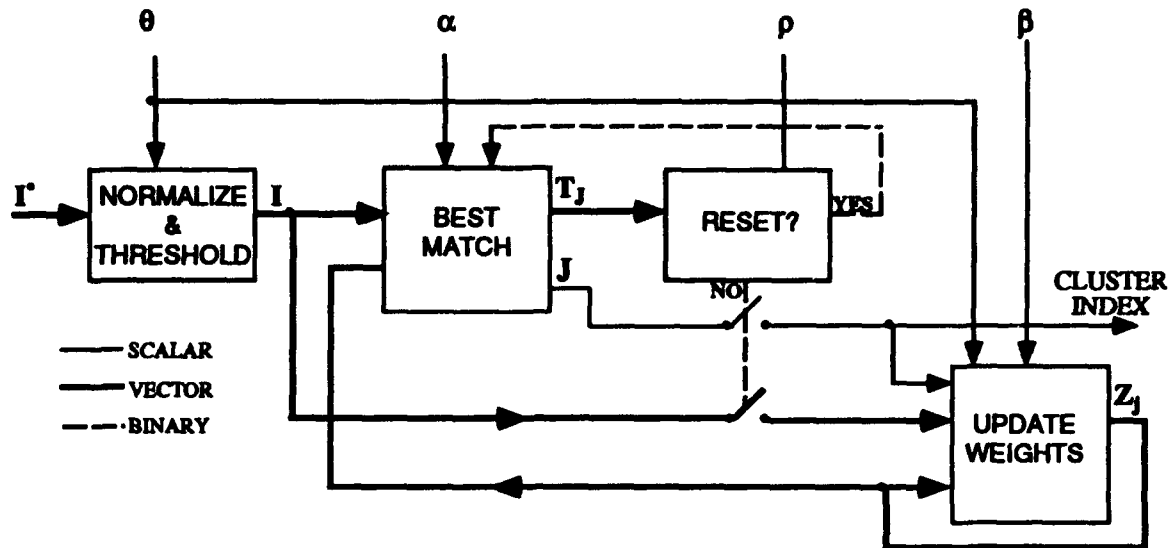 θ α ρ β
I°
NORMALIZE
&
THRESHOLD
I
BEST
MATCH
T_J
J
RESET?
YES
NO
CLUSTER
INDEX
SCALAR
VECTOR
BINARY
UPDATE
WEIGHTS
Z_j